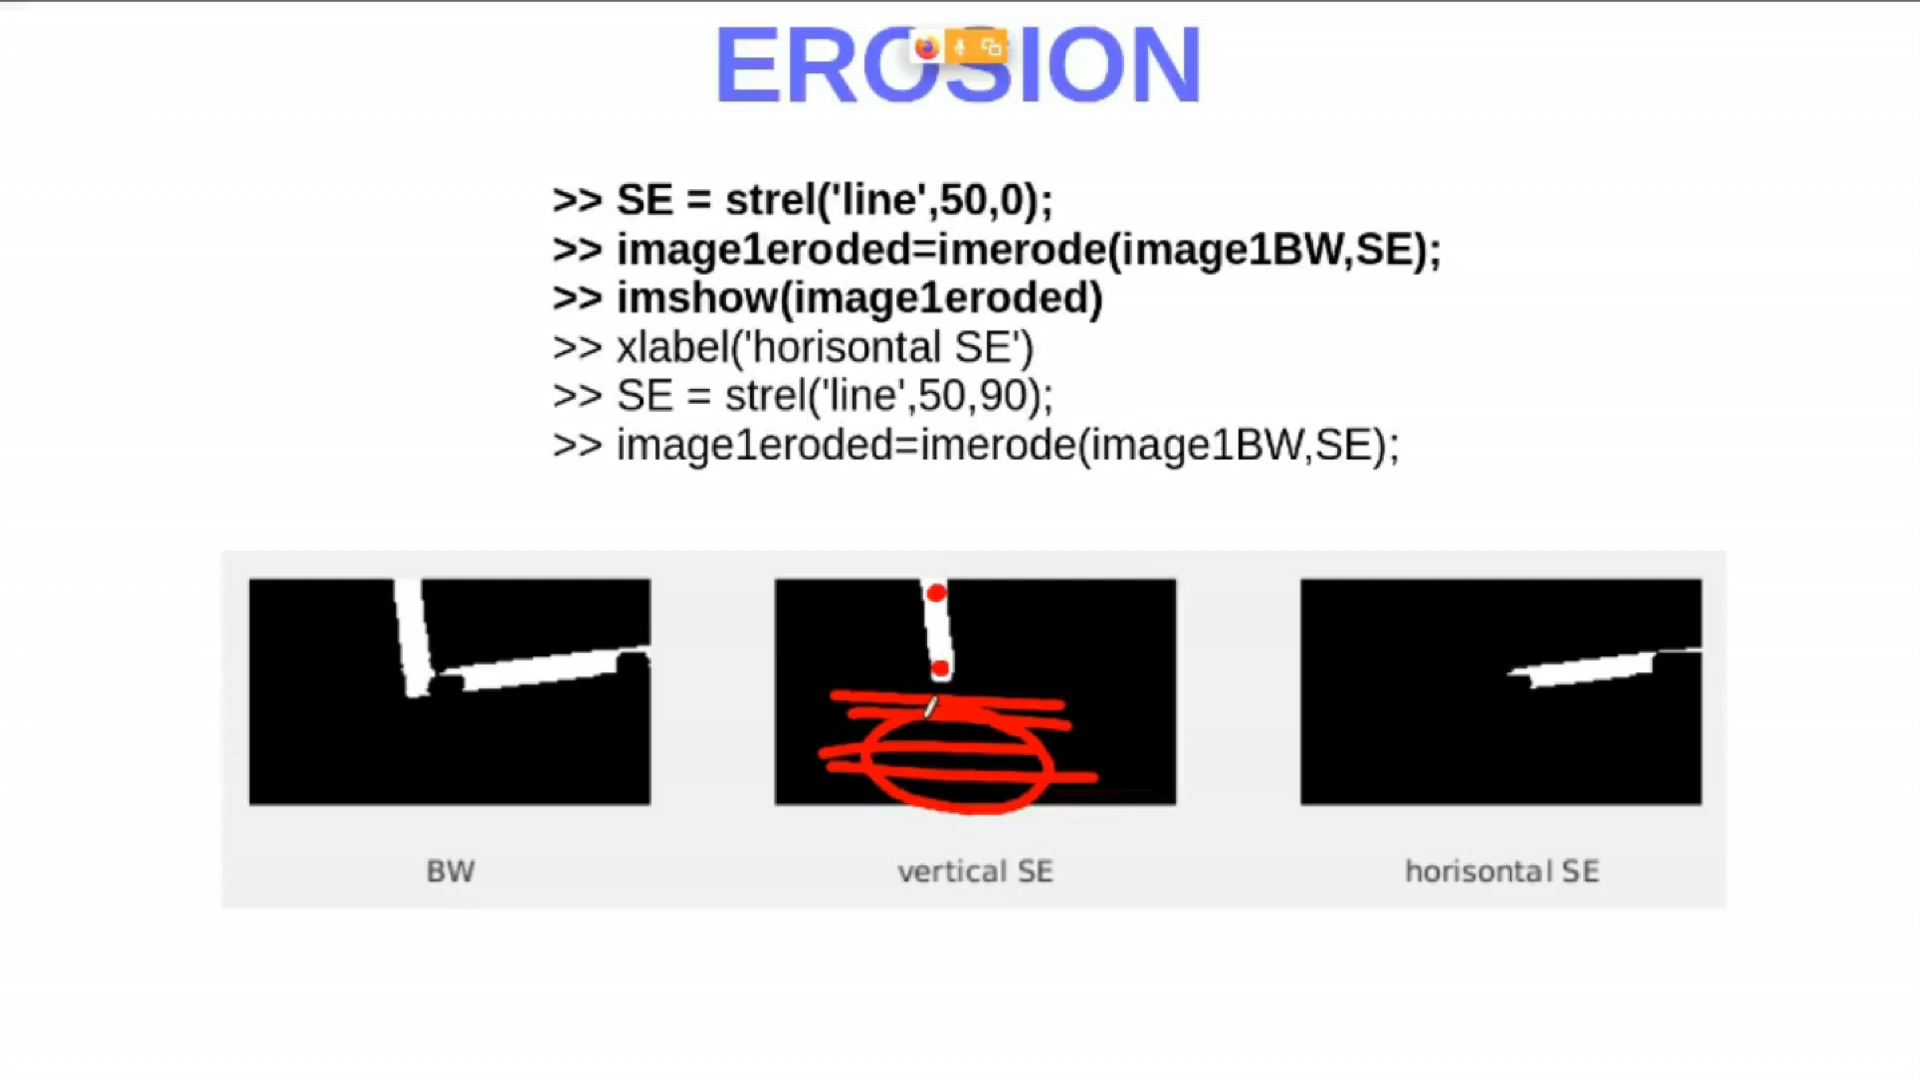 EROSION
>> SE = strel('line',50,0);
>> image1eroded=imerode(image1BW,SE);
>> imshow(image1eroded)
>> xlabel('horisontal SE')
>> SE = strel('line',50,90);
>> image1eroded=imerode(image1BW,SE);
BW
vertical SE
horisontal SE